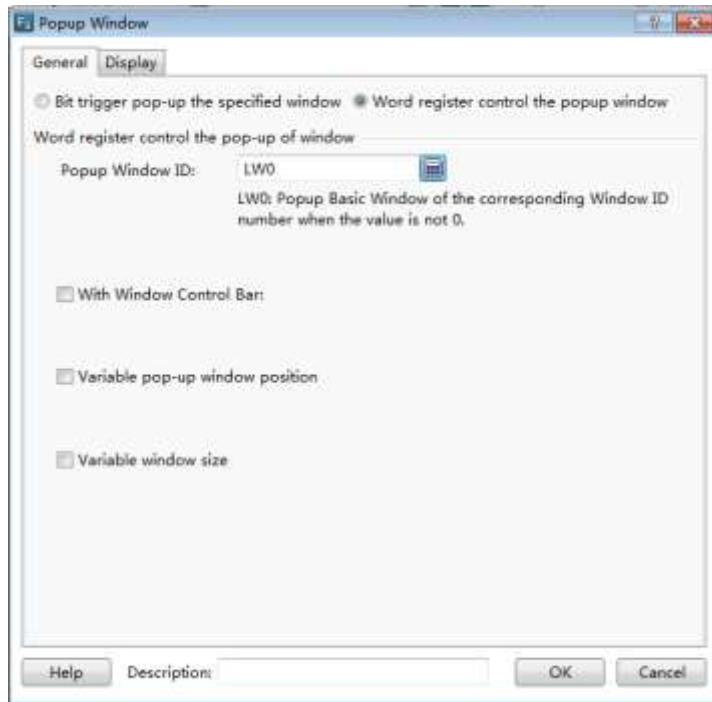 Popup Window
General Display
Bit trigger pop-up the specified window Word register control the popup window
Word register control the pop-up of window
Popup Window ID: LW0
LW0: Popup Basic Window of the corresponding Window ID
number when the value is not 0.
With Window Control Bar:
Variable pop-up window position
Variable window size
Help Description: OK Cancel